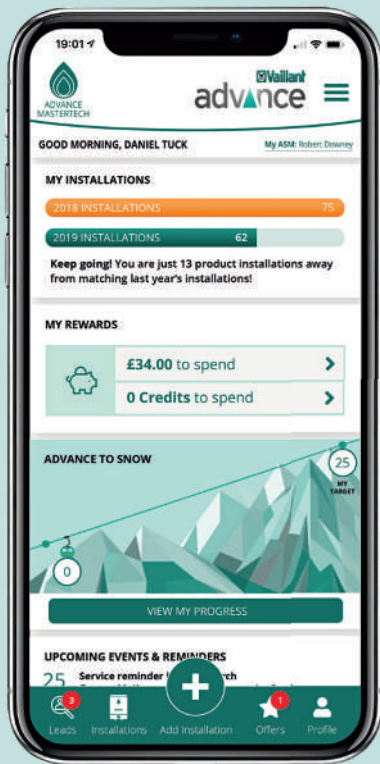 19:01
ADVANCE
MASTERTECH
Vaillant
advance
GOOD MORNING, DANIEL TUCK
My ASM: Robert Downey
MY INSTALLATIONS
2018 INSTALLATIONS 75
2019 INSTALLATIONS 62
Keep going! You are just 13 product installations away
from matching last year's installations!
MY REWARDS
£34.00 to spend
0 Credits to spend
ADVANCE TO SNOW
25
MY
TARGET
0
VIEW MY PROGRESS
UPCOMING EVENTS & REMINDERS
25 Service reminder
3
1
Leads
Installations
Add Installation
Offers
Profile